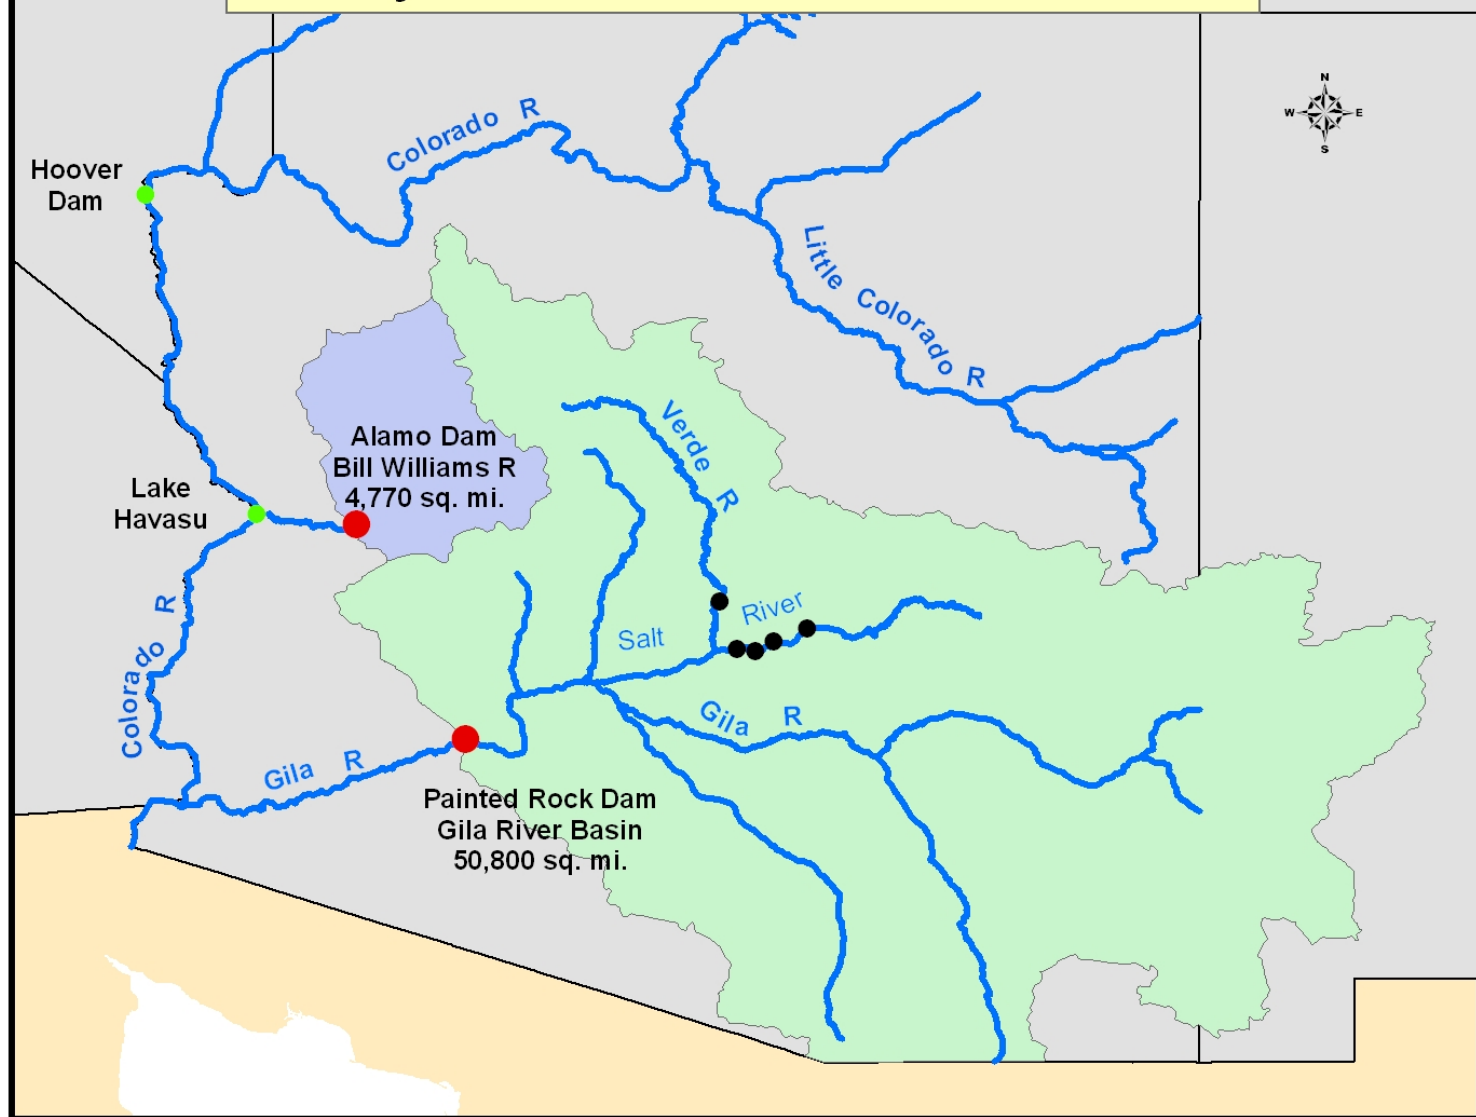 N
W E
S
Colorado R
Hoover
Dam
Little Colorado R
Verde R
Alamo Dam
Bill Williams R
4,770 sq. mi.
Lake
Havasu
Colorado R
Salt River
Gila R
Gila R
Painted Rock Dam
Gila River Basin
50,800 sq. mi.